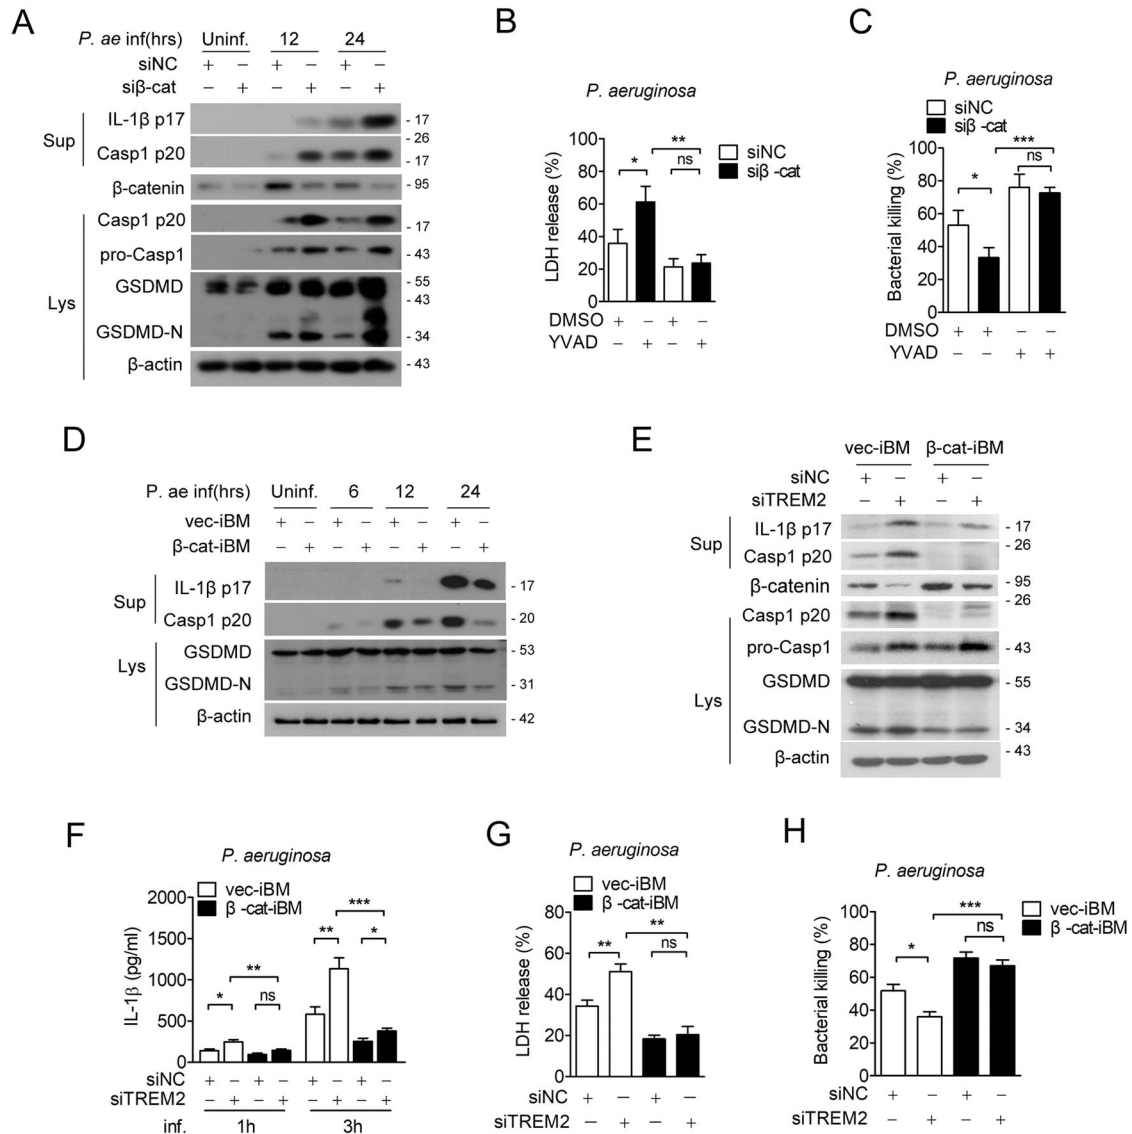 A
P. ae inf(hrs) Uninf. 12 24
siNC + − + − + −
siβ-cat − + − + − +
Sup
IL-1β p17 - 17
- 26
Casp1 p20 - 17
β-catenin - 95
Lys
Casp1 p20 - 17
pro-Casp1 - 43
GSDMD - 55
- 43
GSDMD-N - 34
β-actin - 43
B
P. aeruginosa
siNC
siβ -cat
LDH release (%)
100
80
60
40
20
0
* ** ns
DMSO + − + −
YVAD − + − +
C
P. aeruginosa
siNC
siβ -cat
Bacterial killing (%)
100
80
60
40
20
0
* *** ns
DMSO + + − −
YVAD − − + +
D
P. ae inf(hrs) Uninf. 6 12 24
vec-iBM + − + − + − + −
β-cat-iBM − + − + − + − +
Sup
IL-1β p17 - 17
Casp1 p20 - 20
Lys
GSDMD - 53
GSDMD-N - 31
β-actin - 42
E
vec-iBM β-cat-iBM
siNC + − + −
siTREM2 − + − +
Sup
IL-1β p17 - 17
- 26
Casp1 p20
β-catenin - 95
- 26
Lys
Casp1 p20
pro-Casp1 - 43
GSDMD - 55
GSDMD-N - 34
- 43
β-actin
F
P. aeruginosa
vec-iBM
β -cat-iBM
IL-1β (pg/ml)
2000
1500
1000
500
0
* ** ns ** *** *
siNC + − + − + − + −
siTREM2 − + − + − + − +
inf. 1h 3h
G
P. aeruginosa
vec-iBM
β -cat-iBM
LDH release (%)
80
60
40
20
0
** ** ns
siNC + − + −
siTREM2 − + − +
H
P. aeruginosa
vec-iBM
β -cat-iBM
Bacterial killing (%)
100
80
60
40
20
0
* *** ns
siNC + − + −
siTREM2 − + − +